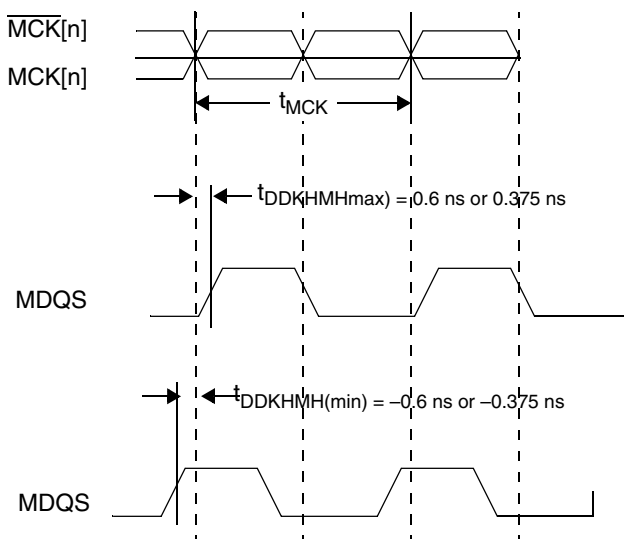 MCK[n]
MCK[n]
tMCK
tDDKHMHmax) = 0.6 ns or 0.375 ns
MDQS
tDDKHMH(min) = –0.6 ns or –0.375 ns
MDQS